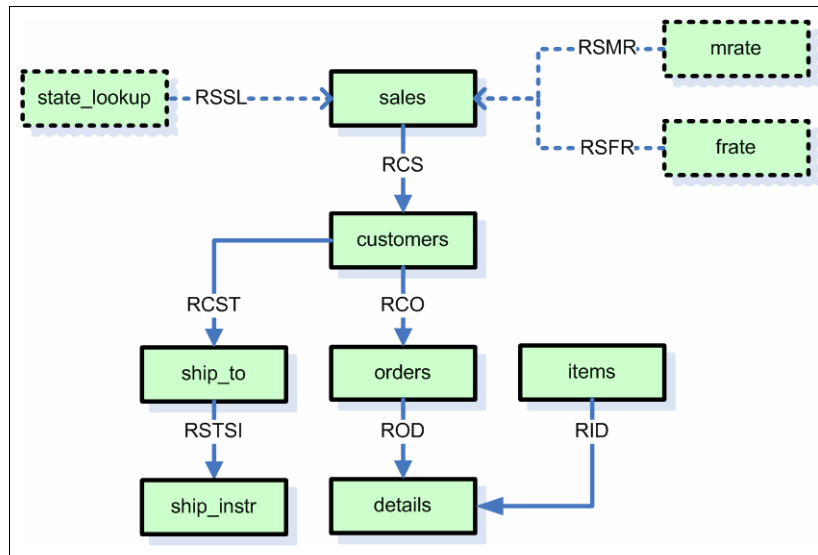 mrate
RSMR
state_lookup
RSSL
sales
RSFR
frate
RCS
customers
RCST
RCO
ship_to
orders
items
RSTSI
ROD
RID
ship_instr
details